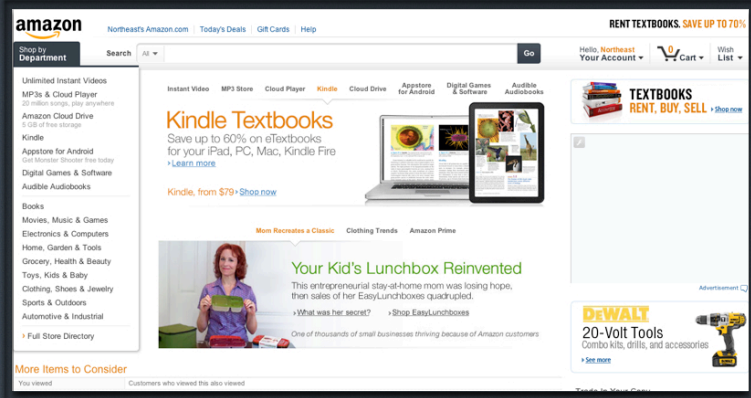 amazon
Northeast's Amazon.com
Today's Deals
Gift Cards
Help
RENT TEXTBOOKS. SAVE UP TO 70%
Shop by
Department
Search
All
Go
Hello, Northeast
Your Account
0
Cart
Wish
List
Unlimited Instant Videos
MP3s & Cloud Player
20 million songs, play anywhere
Amazon Cloud Drive
5 GB of free storage
Kindle
Appstore for Android
Get Monster Shooter free today
Digital Games & Software
Audible Audiobooks
Books
Movies, Music & Games
Electronics & Computers
Home, Garden & Tools
Grocery, Health & Beauty
Toys, Kids & Baby
Clothing, Shoes & Jewelry
Sports & Outdoors
Automotive & Industrial
Full Store Directory
Instant Video
MP3 Store
Cloud Player
Kindle
Cloud Drive
Appstore
for Android
Digital Games
& Software
Audible
Audiobooks
Kindle Textbooks
Save up to 60% on eTextbooks
for your iPad, PC, Mac, Kindle Fire
Learn more
Kindle, from $79 Shop now
Mom Recreates a Classic
Clothing Trends
Amazon Prime
Your Kid's Lunchbox Reinvented
This entrepreneurial stay-at-home mom was losing hope,
then sales of her EasyLunchboxes quadrupled.
What was her secret?
Shop EasyLunchboxes
One of thousands of small businesses thriving because of Amazon customers
TEXTBOOKS
RENT, BUY, SELL Shop now
Advertisement
DEWALT
20-Volt Tools
Combo kits, drills, and accessories
See more
More Items to Consider
You viewed
Customers who viewed this also viewed
Trade In Your Copy